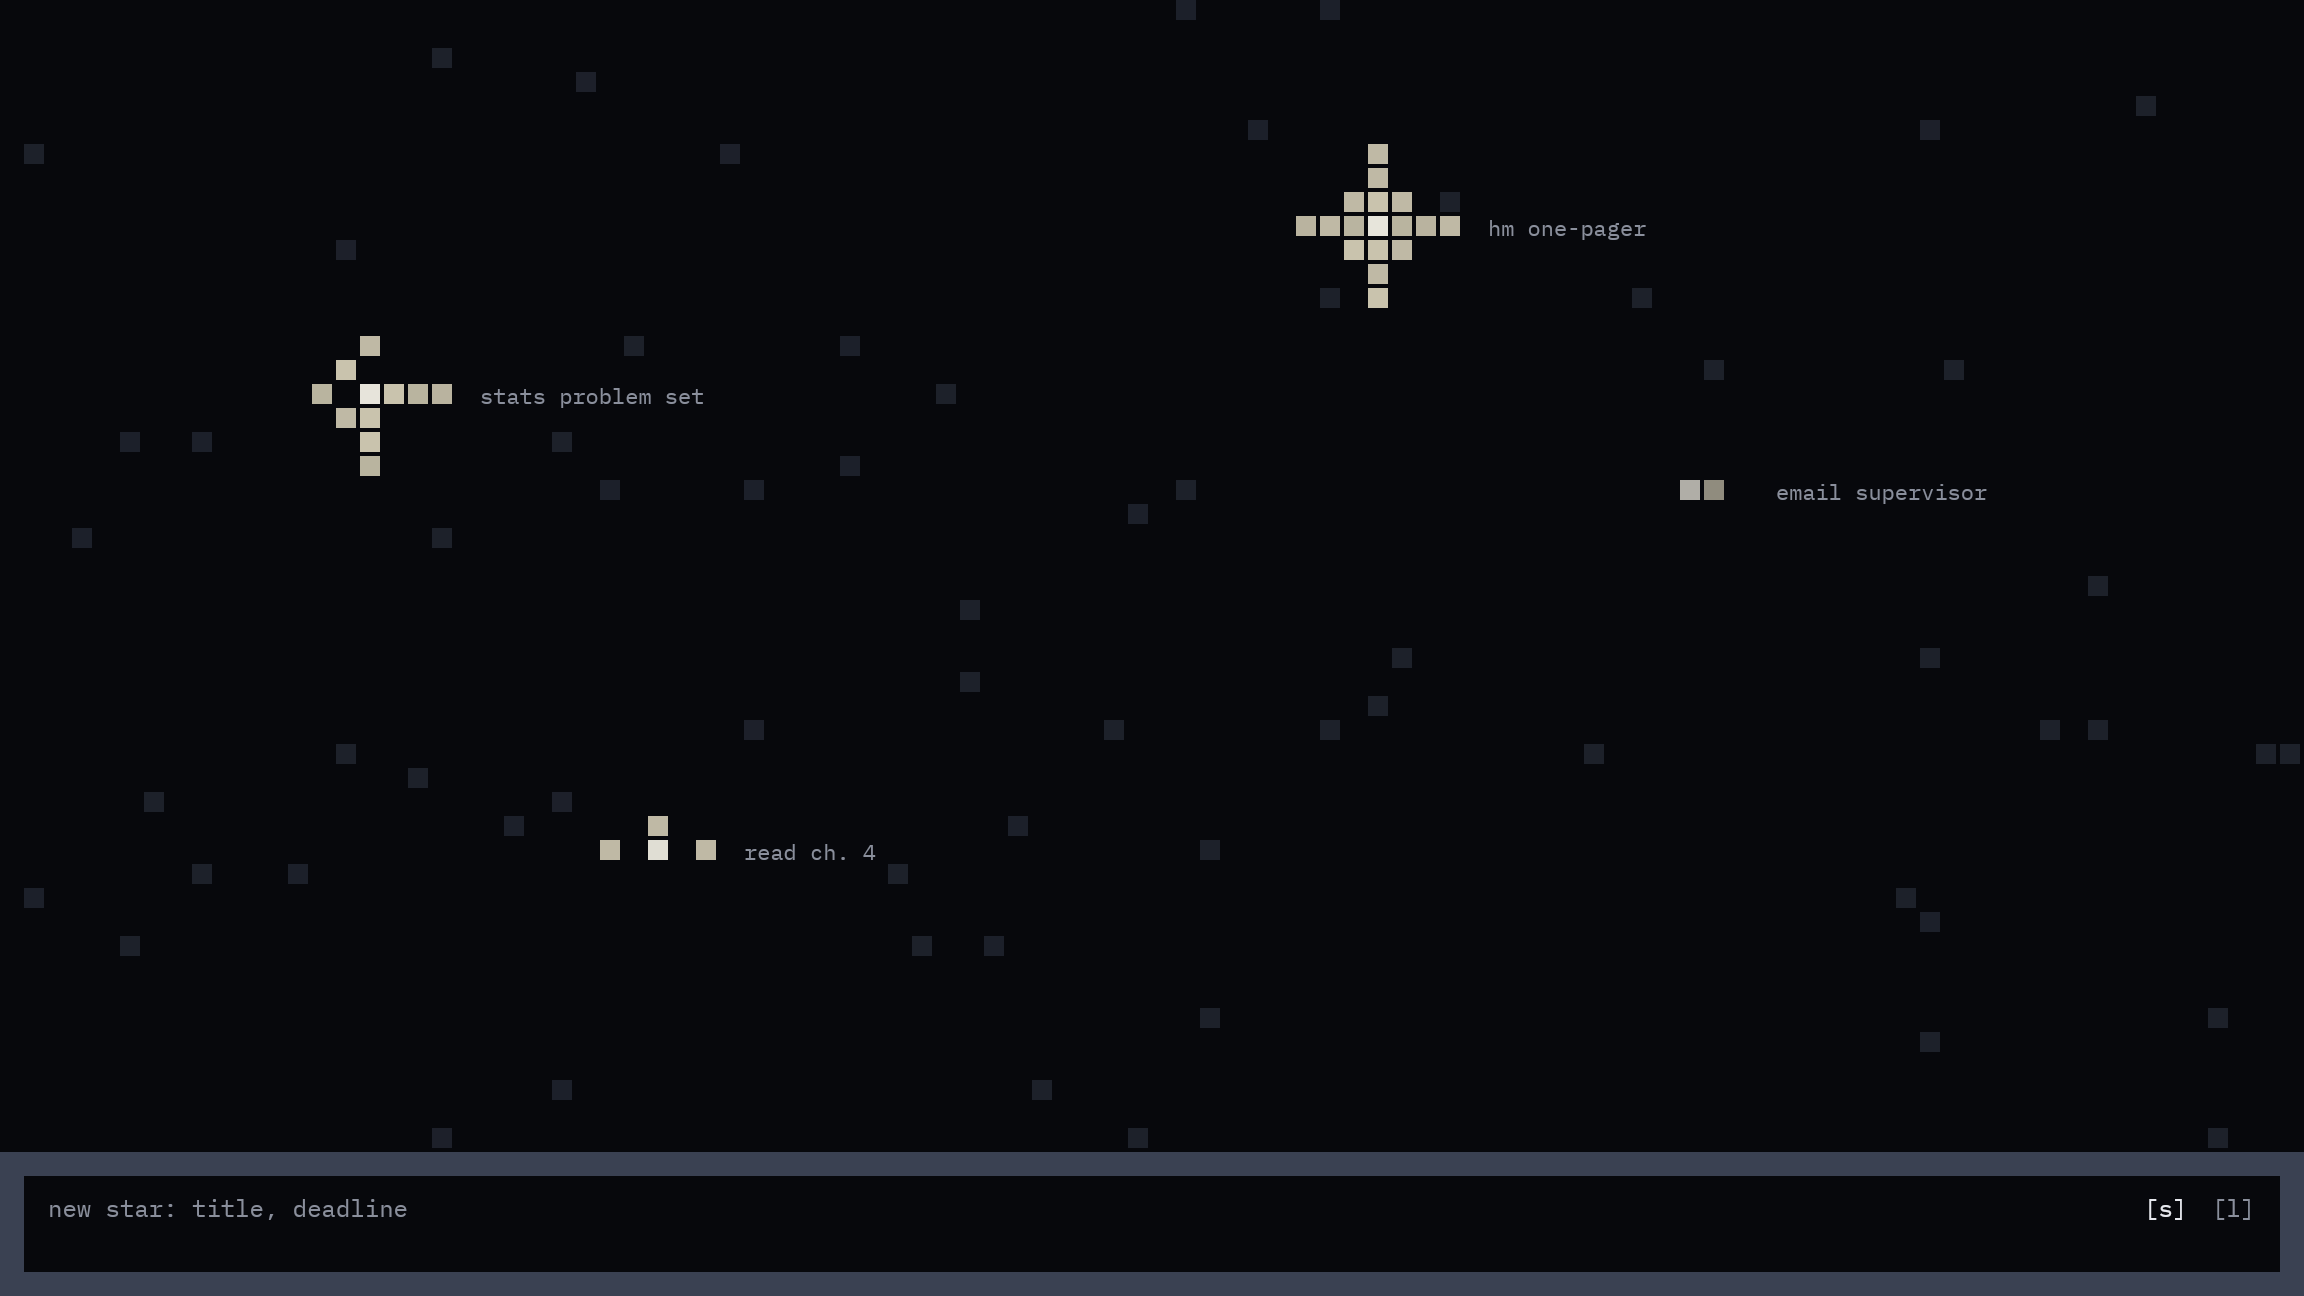 hm one-pager
stats problem set
email supervisor
read ch. 4
new star: title, deadline
[s] [l]